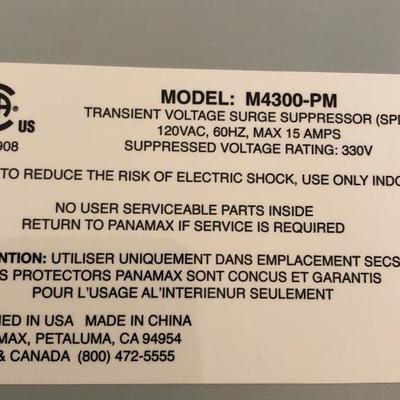 MODEL: M4300-PM
TRANSIENT VOLTAGE SURGE SUPPRESSOR (SPD
US
120VAC, 60HZ, MAX 15 AMPS
908
SUPPRESSED VOLTAGE RATING: 330V
TO REDUCE THE RISK OF ELECTRIC SHOCK, USE ONLY INDO
NO USER SERVICEABLE PARTS INSIDE
RETURN TO PANAMAX IF SERVICE IS REQUIRED
NTION: UTILISER UNIQUEMENT DANS EMPLACEMENT SECS
S PROTECTORS PANAMAX SONT CONCUS ET GARANTIS
POUR L'USAGE AL'INTERIENUR SEULEMENT
NED IN USA MADE IN CHINA
MAX, PETALUMA, CA 94954
& CANADA (800) 472-5555